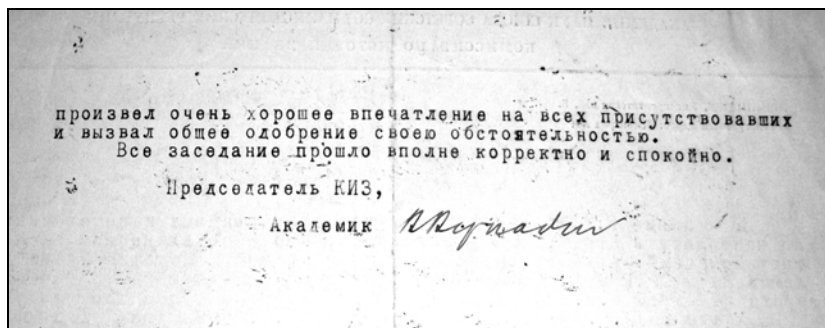 произвел очень хорошее впечатление на всех присутствовавших
и вызвал общее одобрение своею обстоятельностью.
Все заседание прошло вполне корректно и спокойно.
Председатель КИЗ,
Академик